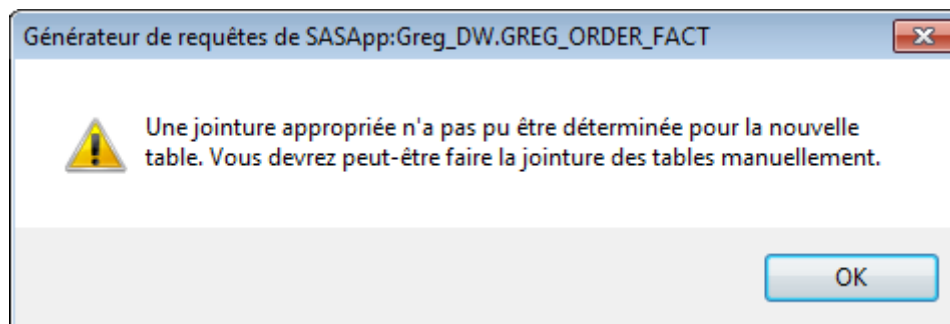 Générateur de requêtes de SASApp:Greg_DW.GREG_ORDER_FACT
Une jointure appropriée n'a pas pu être déterminée pour la nouvelle
table. Vous devrez peut-être faire la jointure des tables manuellement.
OK